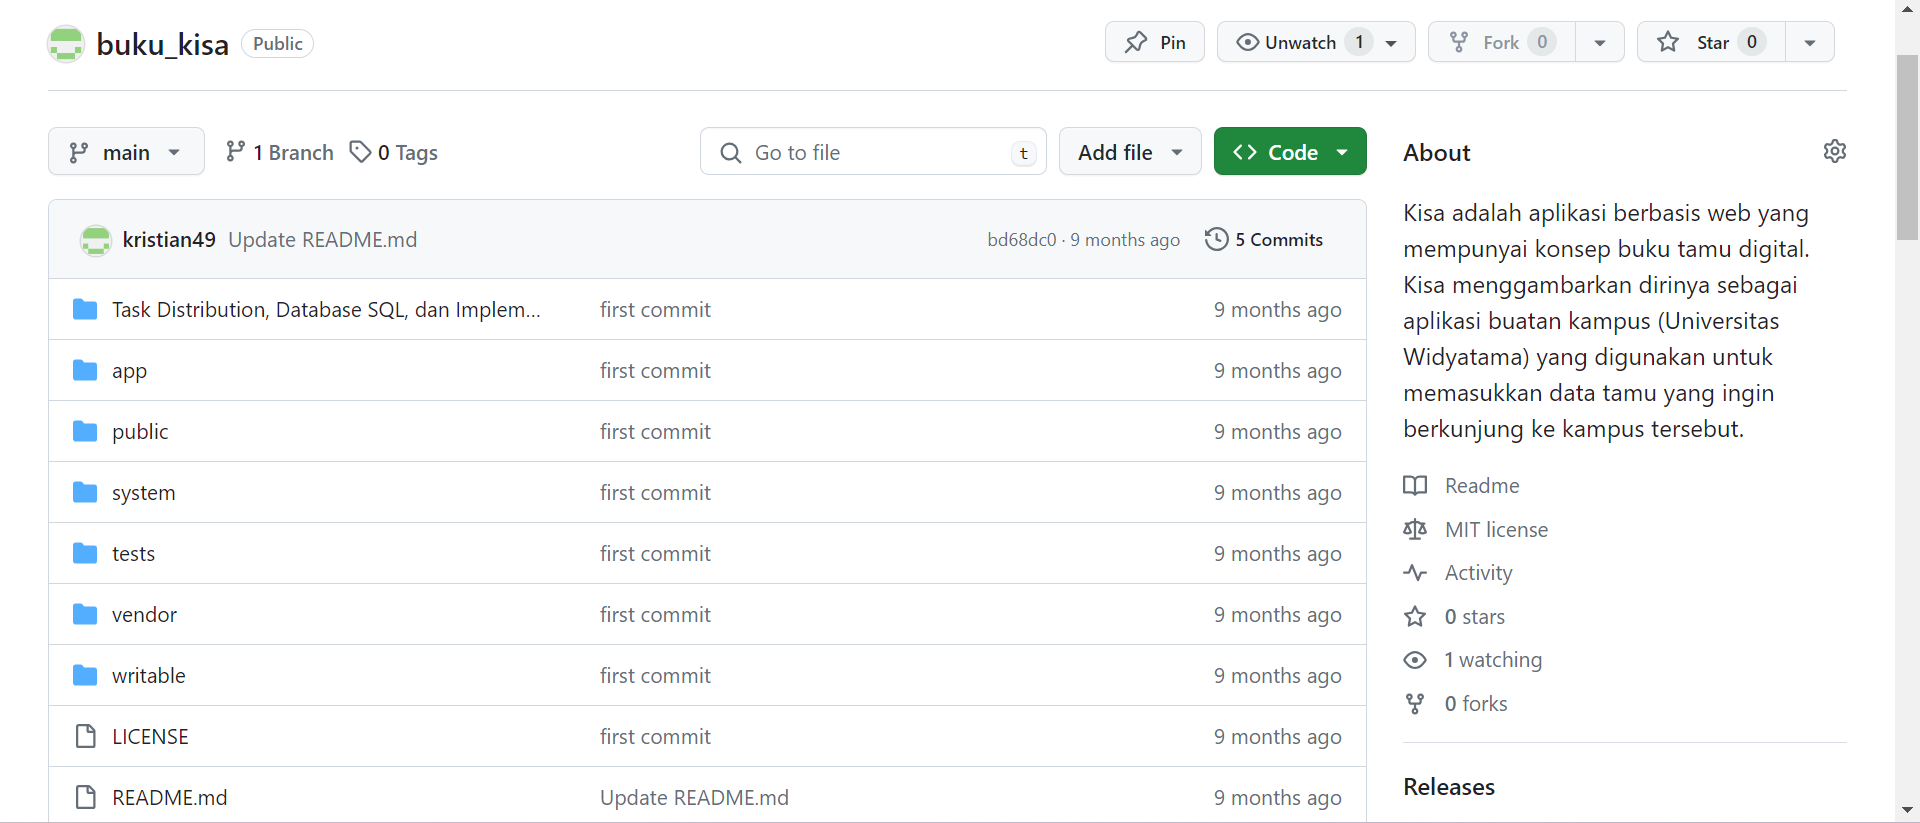 buku_kisa Public Pin Unwatch 1 Fork 0 Star 0
main 1 Branch 0 Tags Go to file t Add file Code
kristian49 Update README.md bd68dc0 · 9 months ago 5 Commits
Task Distribution, Database SQL, dan Implem... first commit 9 months ago
app first commit 9 months ago
public first commit 9 months ago
system first commit 9 months ago
tests first commit 9 months ago
vendor first commit 9 months ago
writable first commit 9 months ago
LICENSE first commit 9 months ago
README.md Update README.md 9 months ago
About
Kisa adalah aplikasi berbasis web yang
mempunyai konsep buku tamu digital.
Kisa menggambarkan dirinya sebagai
aplikasi buatan kampus (Universitas
Widyatama) yang digunakan untuk
memasukkan data tamu yang ingin
berkunjung ke kampus tersebut.
Readme
MIT license
Activity
0 stars
1 watching
0 forks
Releases